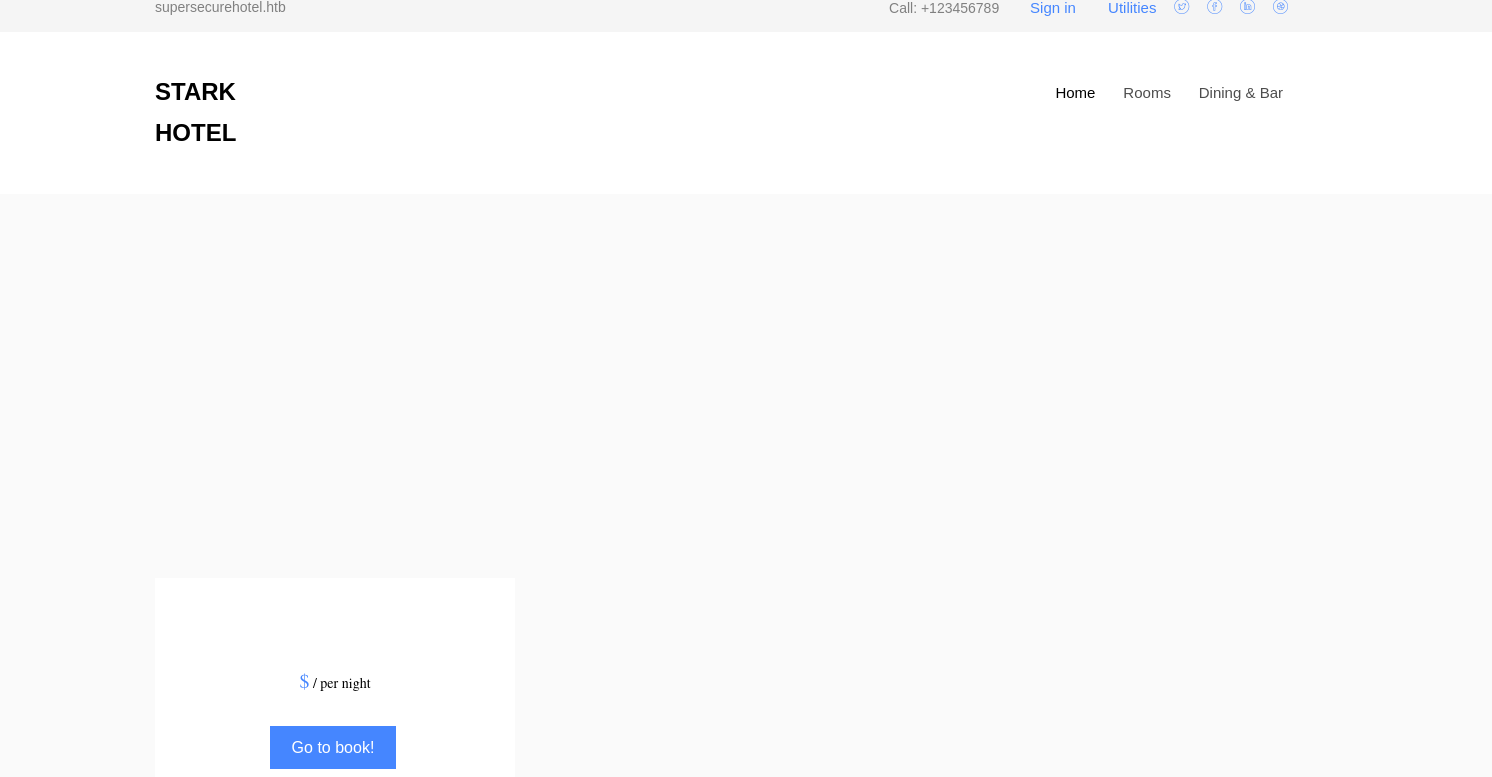 supersecurehotel.htb
Call: +123456789 Sign in Utilities
STARK
HOTEL
Home Rooms Dining & Bar
$ / per night
Go to book!